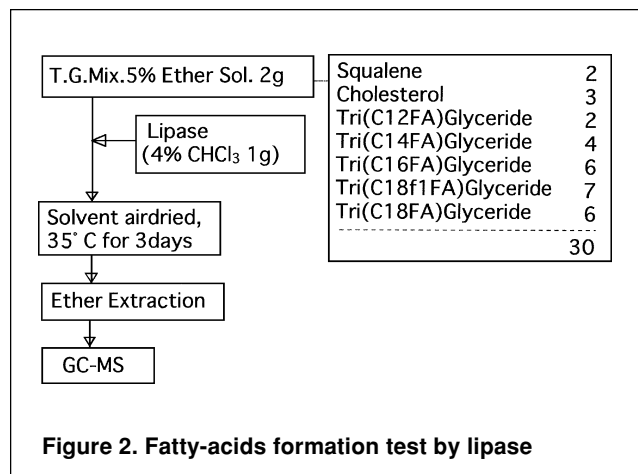 T.G.Mix.5% Ether Sol. 2g
Lipase
(4% CHCl₃ 1g)
Solvent airdried,
35° C for 3days
Ether Extraction
GC-MS
Squalene 2
Cholesterol 3
Tri(C12FA)Glyceride 2
Tri(C14FA)Glyceride 4
Tri(C16FA)Glyceride 6
Tri(C18f1FA)Glyceride 7
Tri(C18FA)Glyceride 6
30
Figure 2. Fatty-acids formation test by lipase